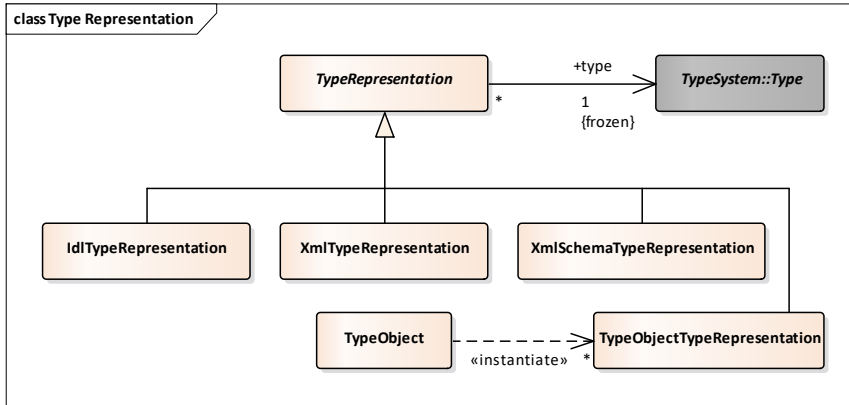 class Type Representation
TypeRepresentation
+type
TypeSystem::Type
*
1
{frozen}
IdlTypeRepresentation
XmlTypeRepresentation
XmlSchemaTypeRepresentation
TypeObject
TypeObjectTypeRepresentation
«instantiate»
*